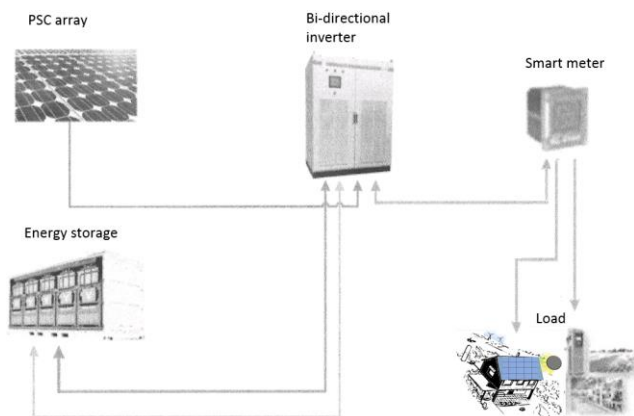 PSC array
Bi-directional
inverter
Smart meter
Energy storage
Load